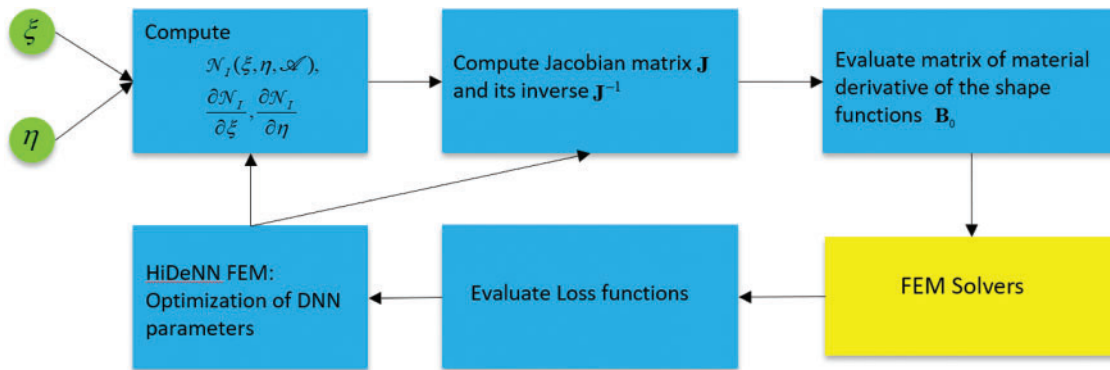 ξ
η
Compute
𝒩_I(ξ, η, 𝒜),
∂𝒩_I/∂ξ, ∂𝒩_I/∂η
Compute Jacobian matrix J
and its inverse J⁻¹
Evaluate matrix of material
derivative of the shape
functions B₀
HiDeNN FEM:
Optimization of DNN
parameters
Evaluate Loss functions
FEM Solvers